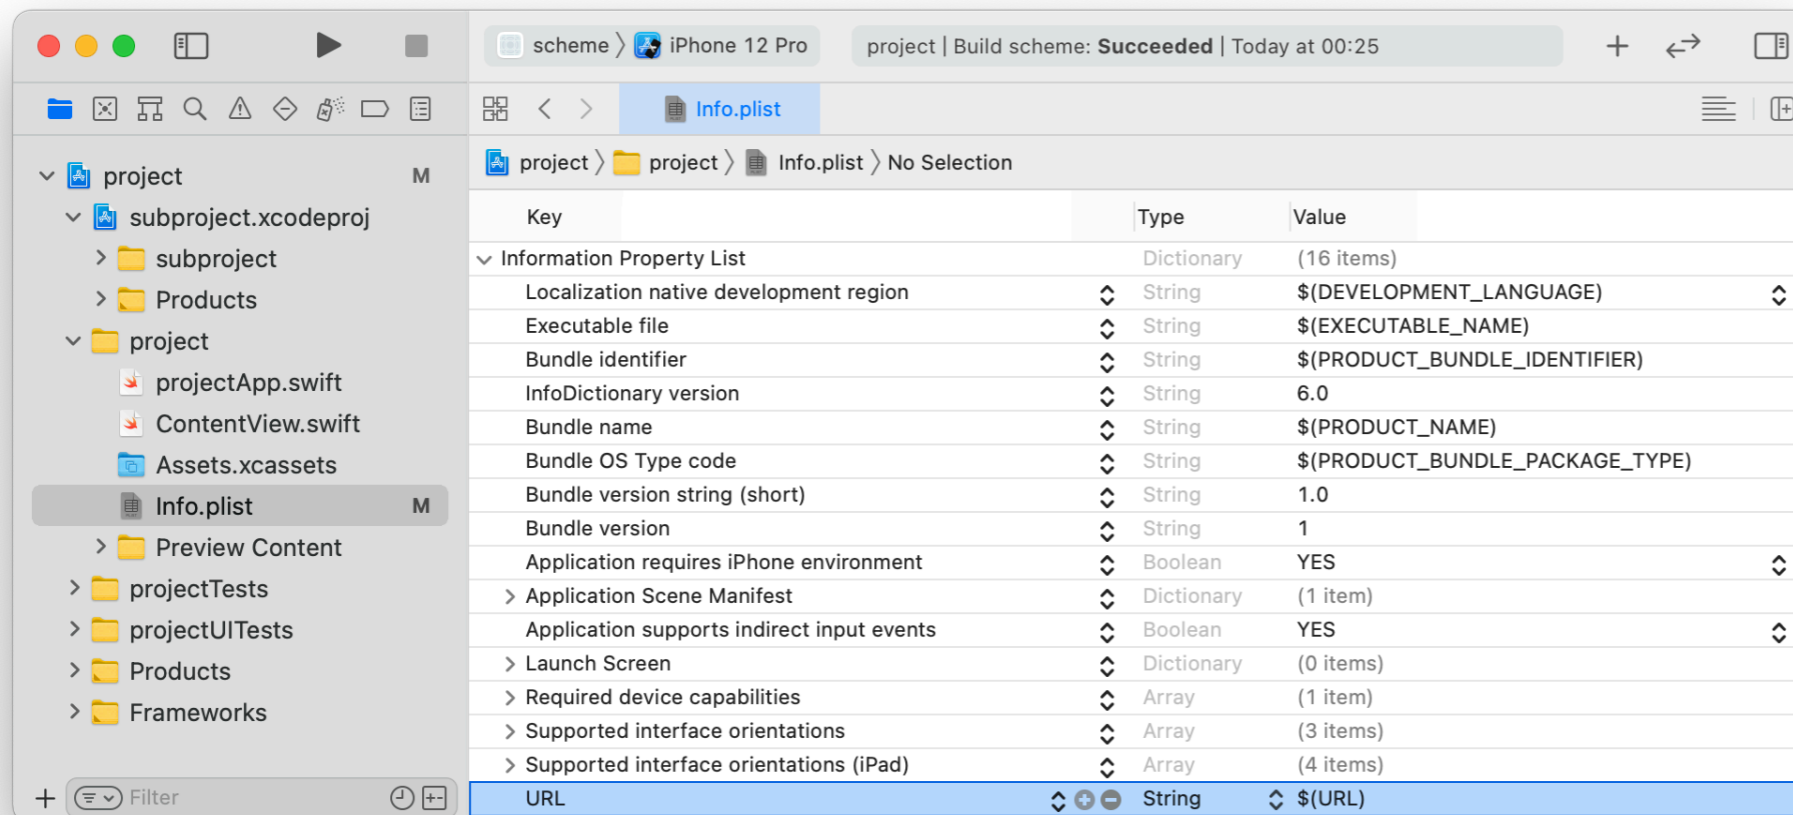 scheme 〉 iPhone 12 Pro
project | Build scheme: Succeeded | Today at 00:25
Info.plist
project 〉 project 〉 Info.plist 〉 No Selection
project M
subproject.xcodeproj
subproject
Products
project
projectApp.swift
ContentView.swift
Assets.xcassets
Info.plist M
Preview Content
projectTests
projectUITests
Products
Frameworks
Filter
Key Type Value
Information Property List Dictionary (16 items)
Localization native development region String $(DEVELOPMENT_LANGUAGE)
Executable file String $(EXECUTABLE_NAME)
Bundle identifier String $(PRODUCT_BUNDLE_IDENTIFIER)
InfoDictionary version String 6.0
Bundle name String $(PRODUCT_NAME)
Bundle OS Type code String $(PRODUCT_BUNDLE_PACKAGE_TYPE)
Bundle version string (short) String 1.0
Bundle version String 1
Application requires iPhone environment Boolean YES
Application Scene Manifest Dictionary (1 item)
Application supports indirect input events Boolean YES
Launch Screen Dictionary (0 items)
Required device capabilities Array (1 item)
Supported interface orientations Array (3 items)
Supported interface orientations (iPad) Array (4 items)
URL String $(URL)